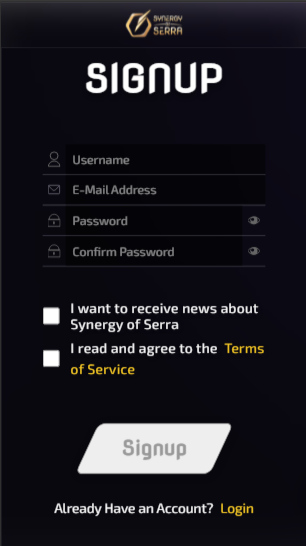 SYNERGY
SERRA
SIGNUP
Username
E-Mail Address
Password
Confirm Password
I want to receive news about
Synergy of Serra
I read and agree to the Terms
of Service
Signup
Already Have an Account? Login